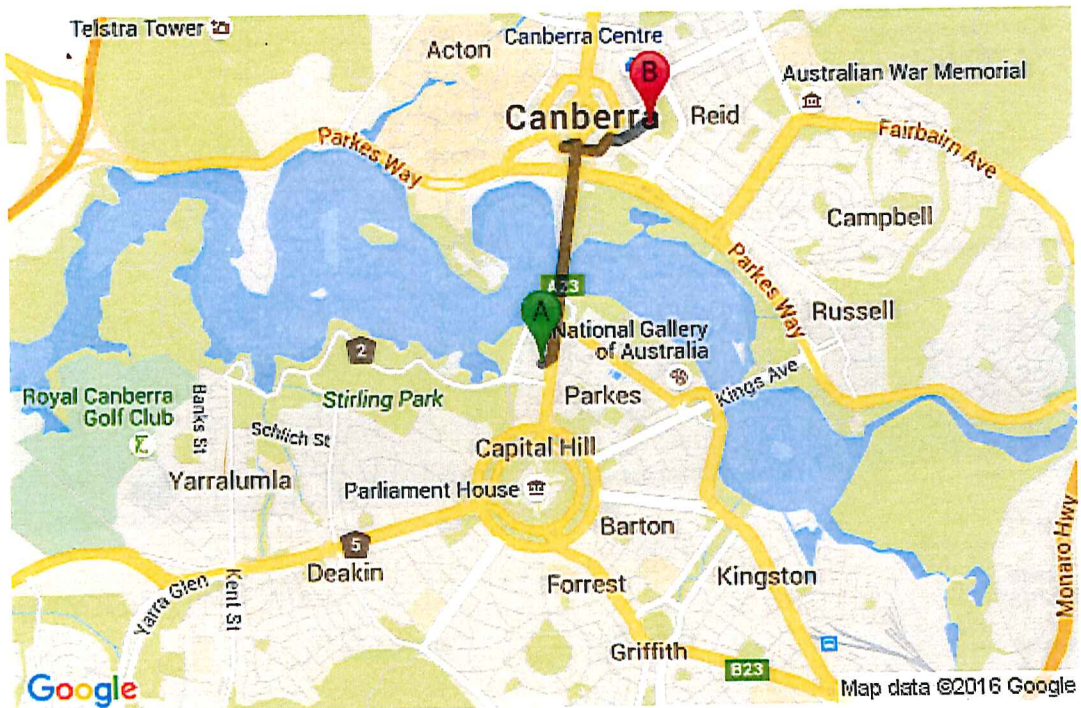 Telstra Tower
Acton
Canberra Centre
B
Australian War Memorial
Canberra
Reid
Fairbairn Ave
Parkes Way
Campbell
Parkes Way
A23
Russell
A
National Gallery
of Australia
2
Kings Ave
Royal Canberra
Golf Club
Banks St
Stirling Park
Parkes
Schlich St
Capital Hill
Yarralumla
Parliament House
Barton
Monaro Hwy
5
Deakin
Forrest
Kingston
Yarra Glen
Kent St
Griffith
B23
Google
Map data ©2016 Google